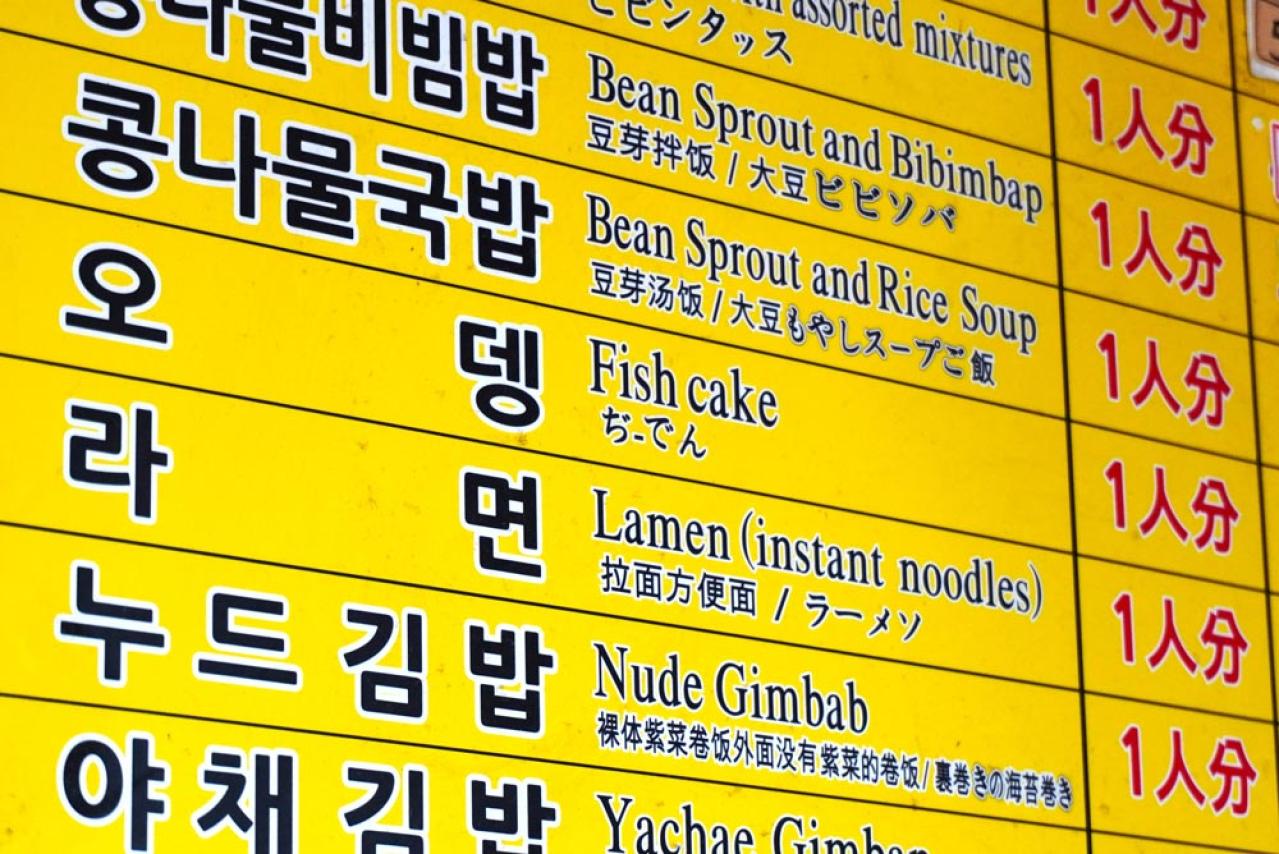 assorted mixtures
ビビンタッス
1人分
콩나물비빔밥
Bean Sprout and Bibimbap
豆芽拌饭 / 大豆ビビソバ
1人分
콩나물국밥
Bean Sprout and Rice Soup
豆芽汤饭 / 大豆もやしスープご飯
1人分
오뎅
Fish cake
ぢ-でん
1人分
라면
Lamen (instant noodles)
拉面方便面 / ラーメソ
1人分
누드김밥
Nude Gimbab
裸体紫菜卷饭外面没有紫菜的卷饭/ 裏巻きの海苔巻き
1人分
야채김밥
Yachae Gimbap
1人分